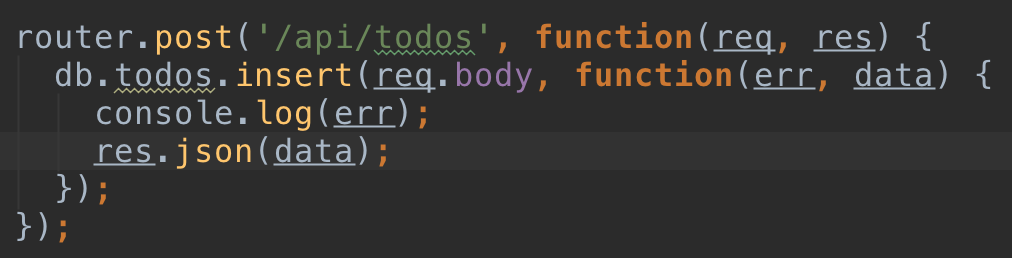 router.post('/api/todos', function(req, res) {
  db.todos.insert(req.body, function(err, data) {
    console.log(err);
    res.json(data);
  });
});